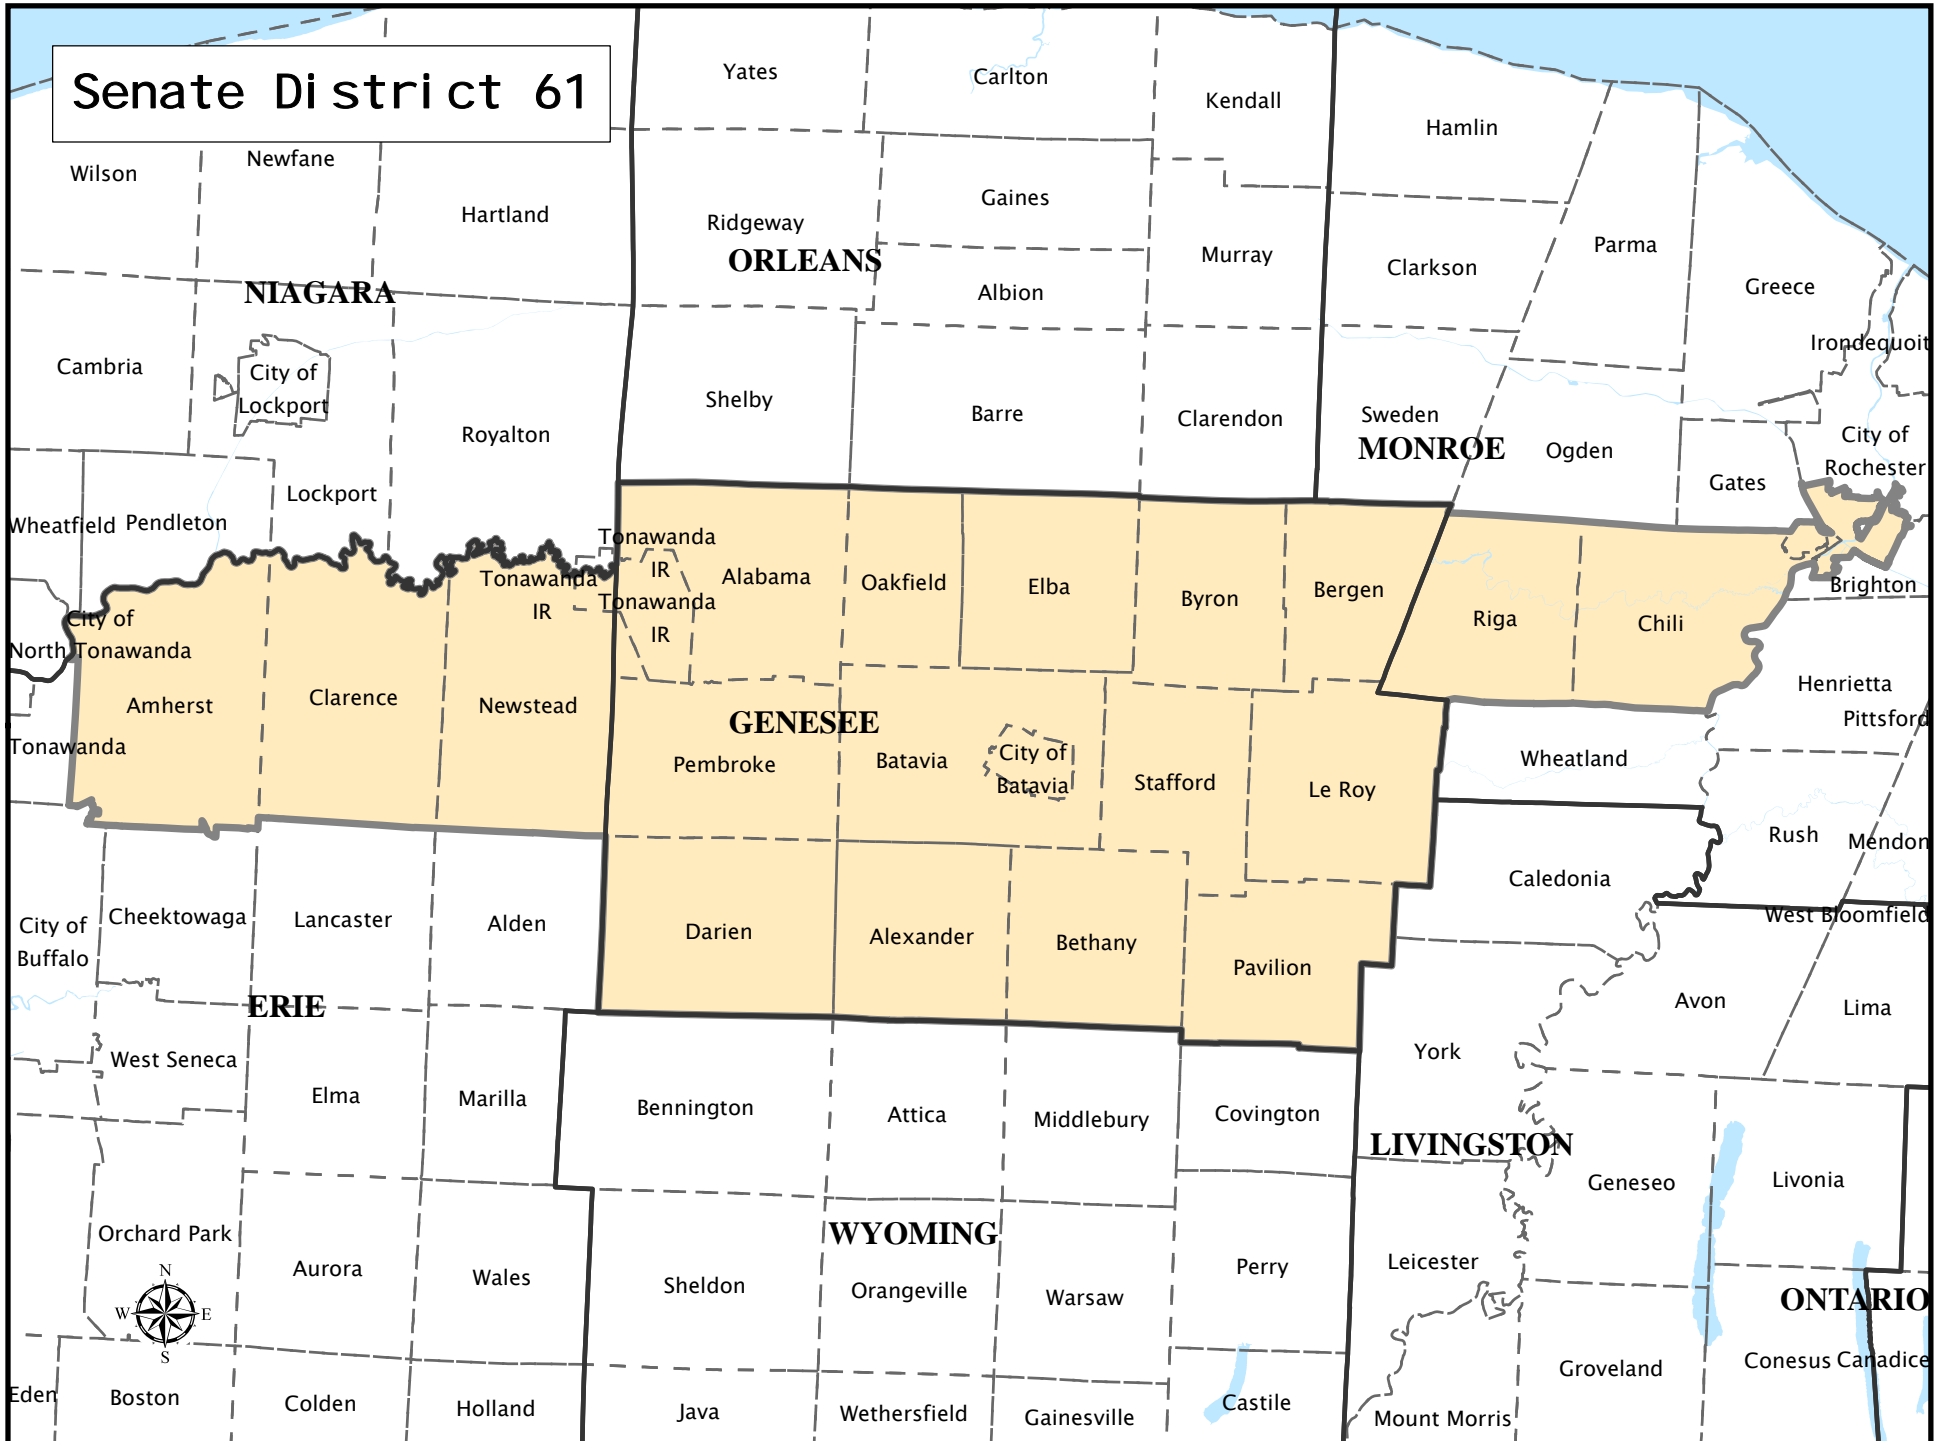 Senate District 61
Yates
Carlton
Kendall
Hamlin
Wilson
Newfane
Hartland
Ridgeway
Gaines
Murray
Clarkson
Parma
Greece
ORLEANS
NIAGARA
Albion
Irondequoit
Cambria
City of
Lockport
Shelby
Barre
Clarendon
Sweden
MONROE
Royalton
Ogden
City of
Rochester
Gates
Lockport
Wheatfield
Pendleton
Tonawanda
IR
Tonawanda
IR
Tonawanda
IR
Alabama
Oakfield
Elba
Byron
Bergen
Riga
Chili
Brighton
City of
North Tonawanda
Amherst
Clarence
Newstead
Henrietta
Pittsford
Tonawanda
GENESEE
Pembroke
Batavia
City of
Batavia
Stafford
Le Roy
Wheatland
Rush
Mendon
Caledonia
West Bloomfield
City of
Buffalo
Cheektowaga
Lancaster
Alden
Darien
Alexander
Bethany
Pavilion
ERIE
Avon
Lima
West Seneca
York
Elma
Marilla
Bennington
Attica
Middlebury
Covington
LIVINGSTON
Geneseo
Livonia
Orchard Park
WYOMING
Aurora
Wales
Sheldon
Orangeville
Warsaw
Perry
Leicester
ONTARIO
N
W
E
S
Eden
Boston
Colden
Holland
Java
Wethersfield
Gainesville
Castile
Mount Morris
Groveland
Conesus
Canadice